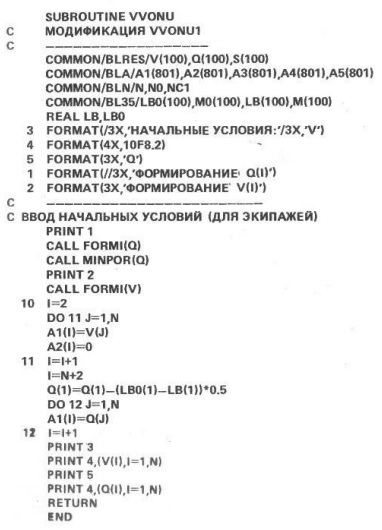 SUBROUTINE VVONU
C МОДИФИКАЦИЯ VVONU1
C ––––––––––––––––––
COMMON/BLRES/V(100),Q(100),S(100)
COMMON/BLA/A1(801),A2(801),A3(801),A4(801),A5(801)
COMMON/BLN/N,N0,NC1
COMMON/BL35/LB0(100),M0(100),LB(100),M(100)
REAL LB,LB0
3 FORMAT(/3X,'НАЧАЛЬНЫЕ УСЛОВИЯ:'/3X,'V')
4 FORMAT(4X,10F8.2)
5 FORMAT(3X,'Q')
1 FORMAT(//3X,'ФОРМИРОВАНИЕ Q(I)')
2 FORMAT(3X,'ФОРМИРОВАНИЕ V(I)')
C ––––––––––––––––––––––
C ВВОД НАЧАЛЬНЫХ УСЛОВИЙ (ДЛЯ ЭКИПАЖЕЙ)
PRINT 1
CALL FORMI(Q)
CALL MINPOR(Q)
PRINT 2
CALL FORMI(V)
10 I=2
DO 11 J=1,N
A1(I)=V(J)
A2(I)=0
11 I=I+1
I=N+2
Q(1)=Q(1)–(LB0(1)–LB(1))*0.5
DO 12 J=1,N
A1(I)=Q(J)
12 I=I+1
PRINT 3
PRINT 4,(V(I),I=1,N)
PRINT 5
PRINT 4,(Q(I),I=1,N)
RETURN
END